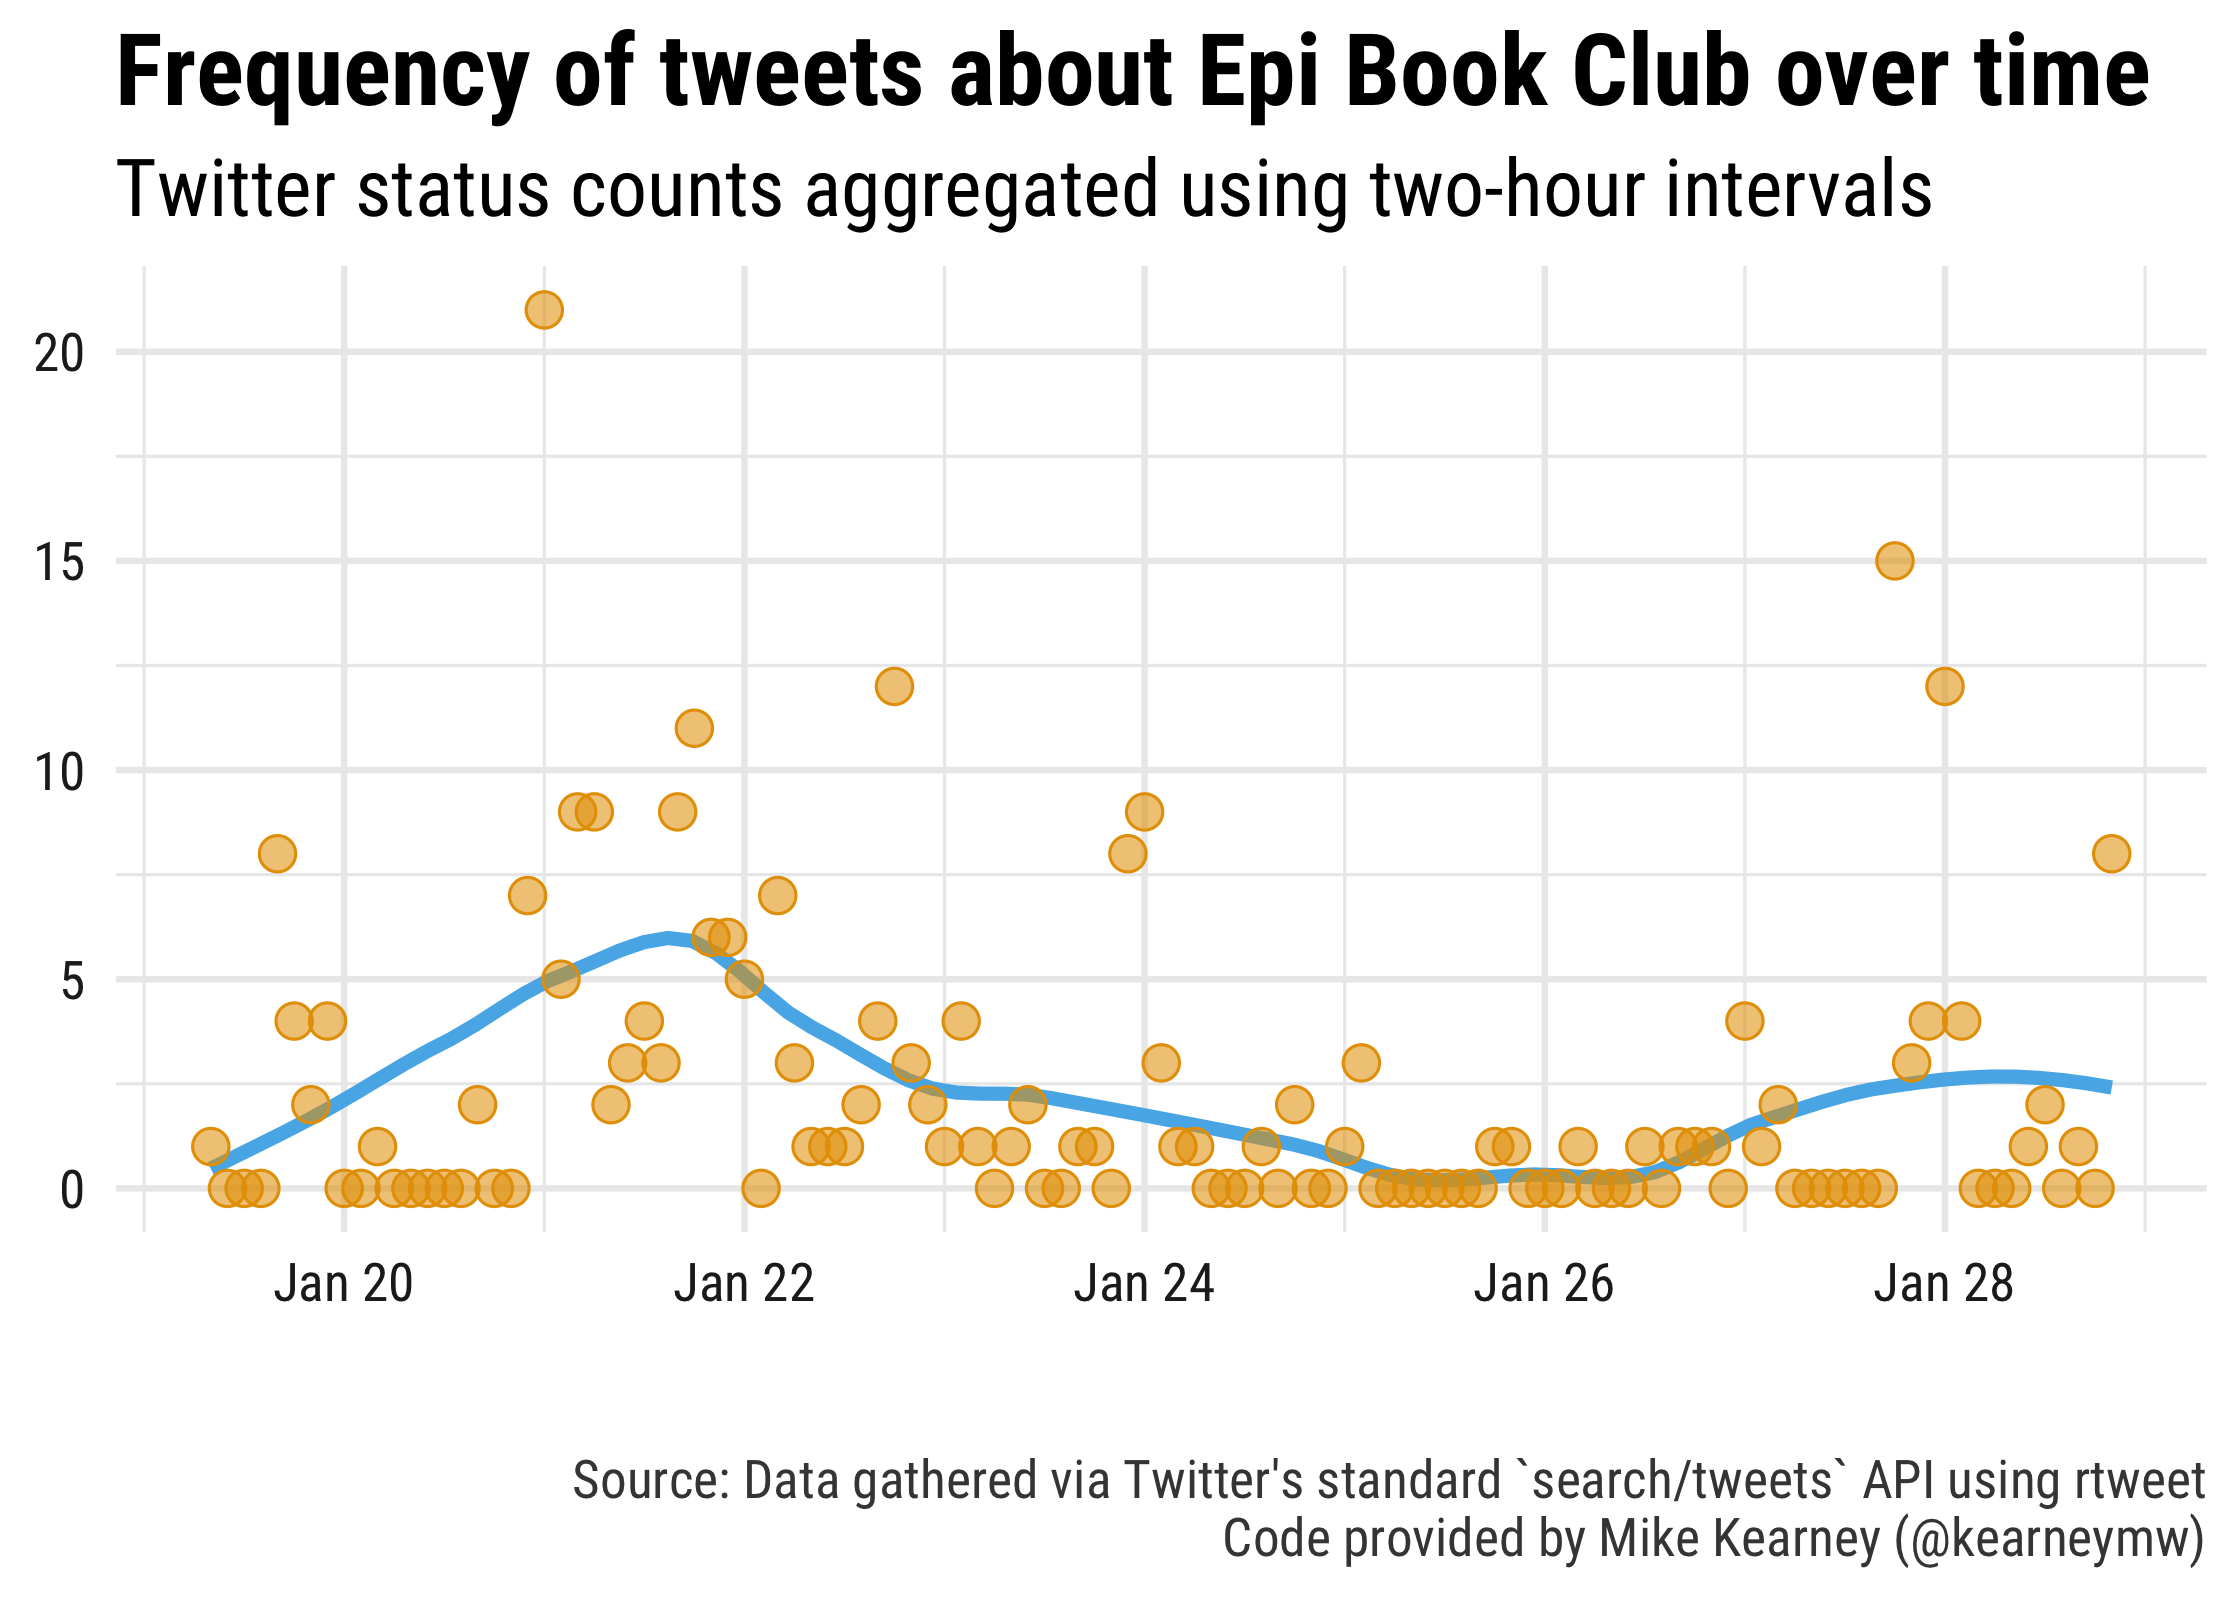 Frequency of tweets about Epi Book Club over time
Twitter status counts aggregated using two-hour intervals
20
15
10
5
0
Jan 20 Jan 22 Jan 24 Jan 26 Jan 28
Source: Data gathered via Twitter's standard `search/tweets` API using rtweet
Code provided by Mike Kearney (@kearneymw)